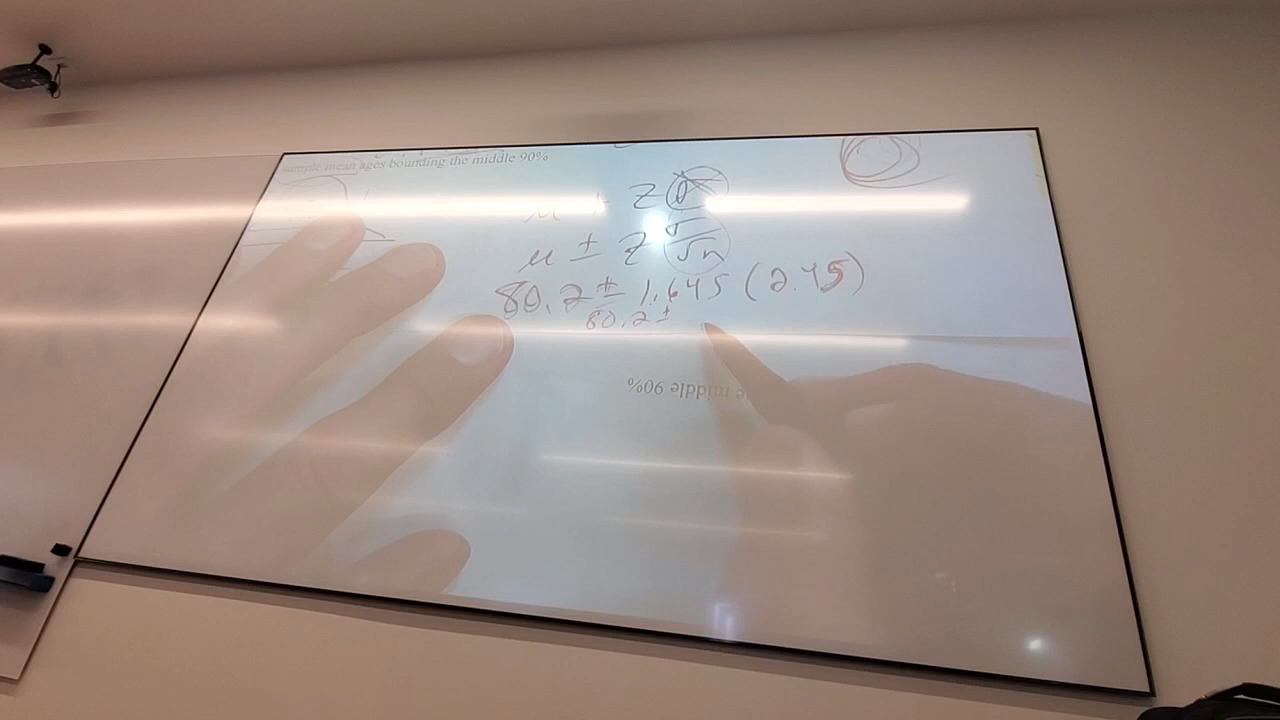 sample mean ages bounding the middle 90%
z σ
μ ± z σ/√n
80.2 ± 1.645 (2.45)
80.2 ±
middle 90%